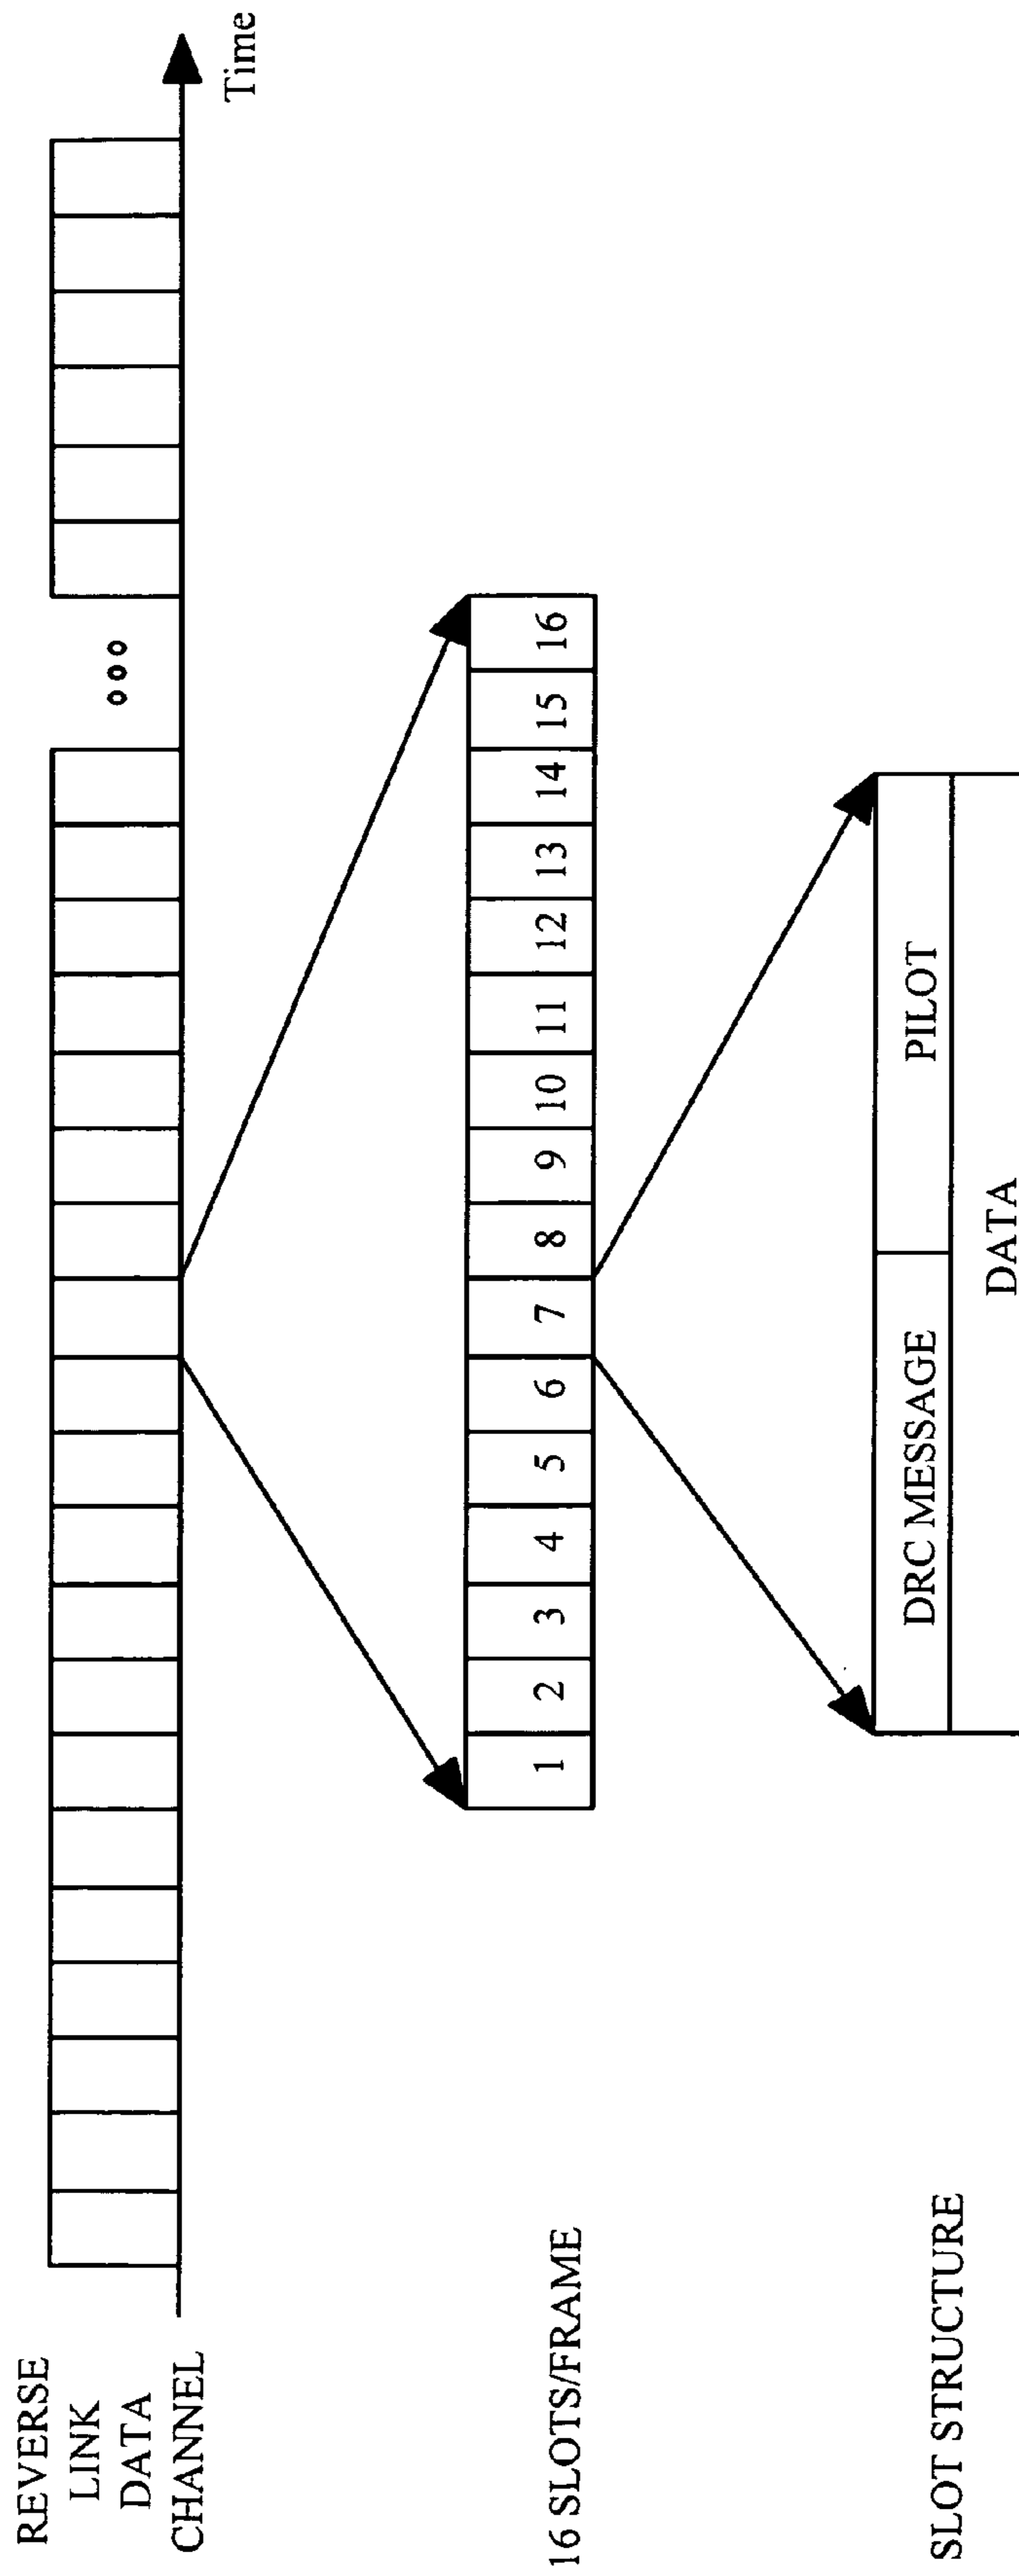 REVERSE
LINK
DATA
CHANNEL
Time
16 SLOTS/FRAME
1 2 3 4 5 6 7 8 9 10 11 12 13 14 15 16
SLOT STRUCTURE
DRC MESSAGE PILOT
DATA